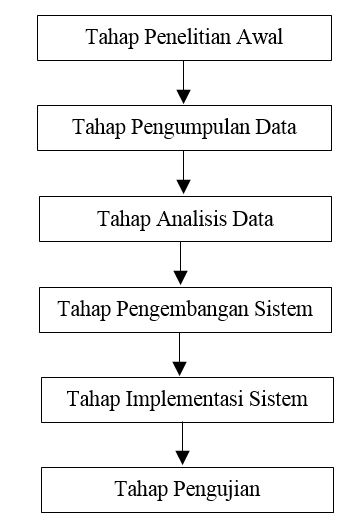 Tahap Penelitian Awal
Tahap Pengumpulan Data
Tahap Analisis Data
Tahap Pengembangan Sistem
Tahap Implementasi Sistem
Tahap Pengujian